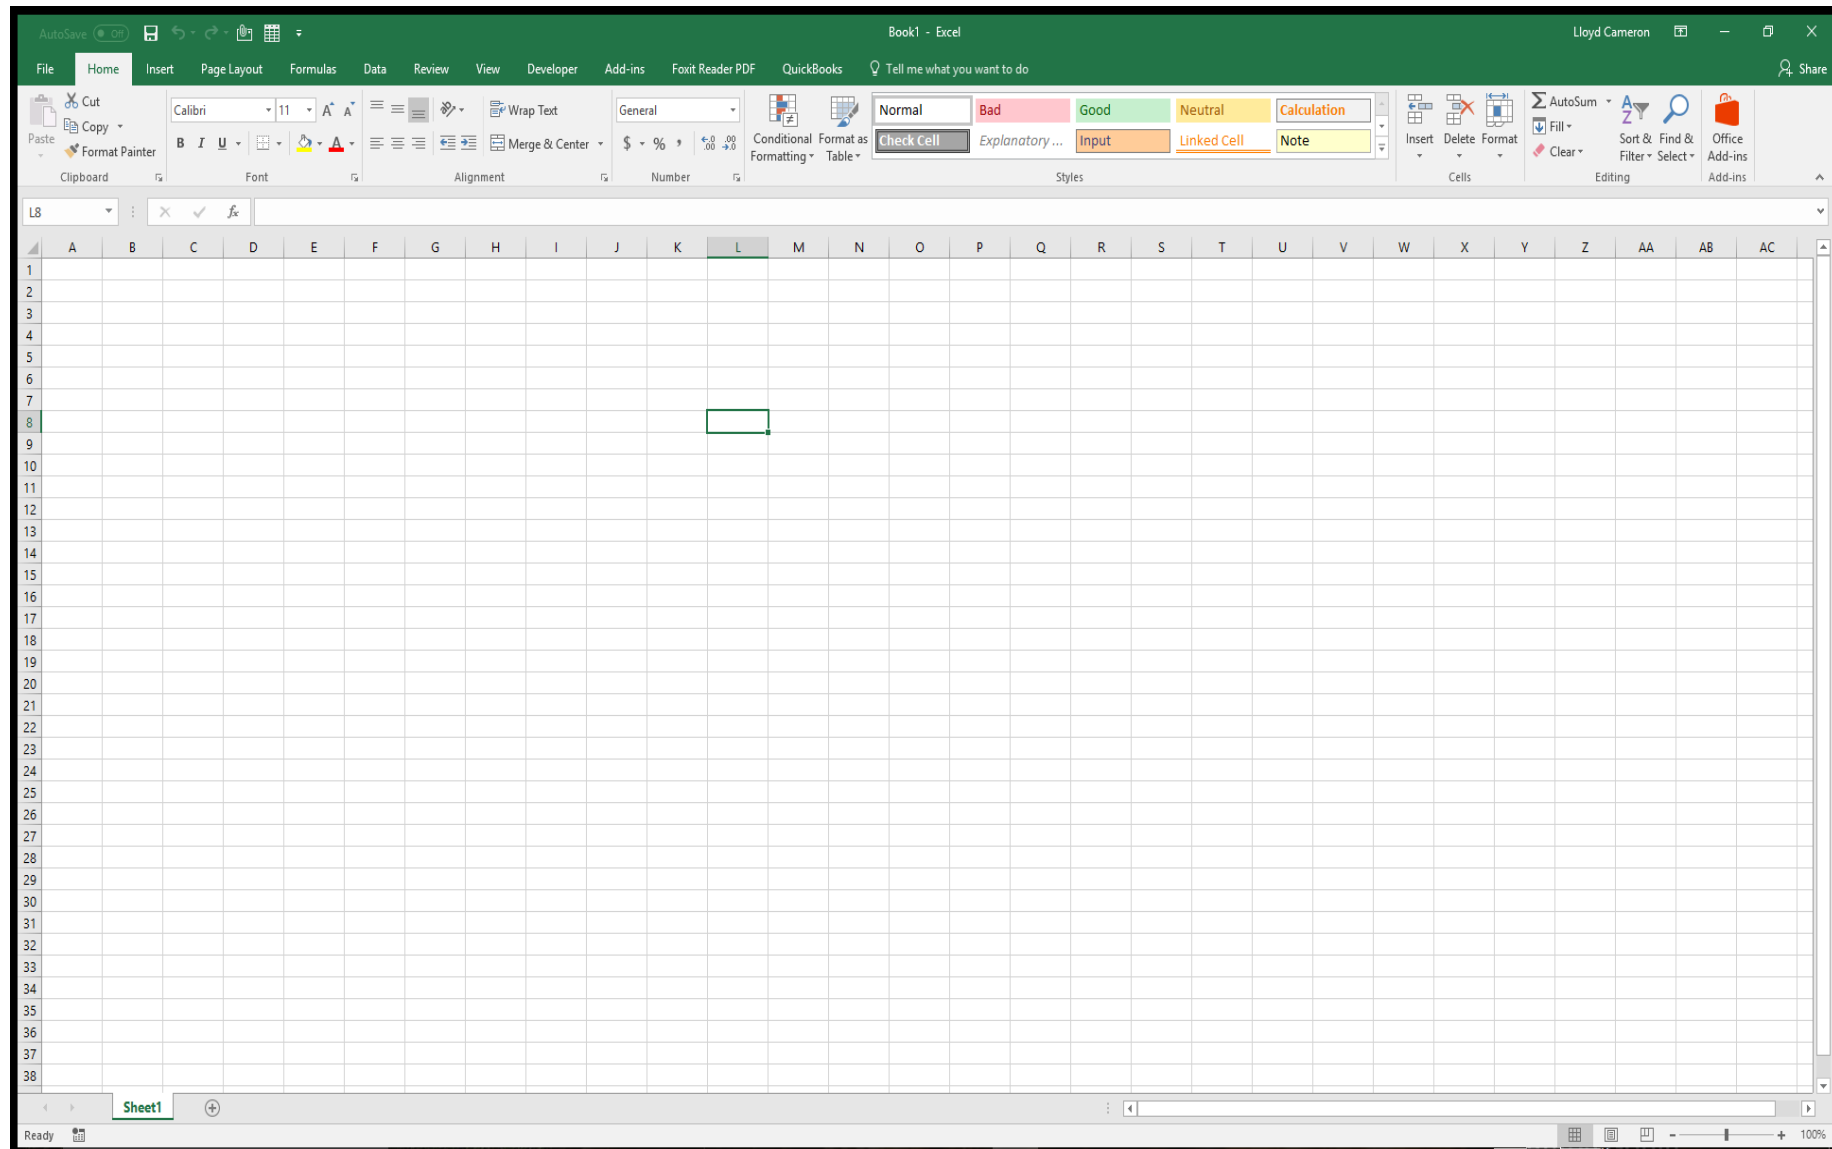 AutoSave Off Book1 - Excel Lloyd Cameron
File Home Insert Page Layout Formulas Data Review View Developer Add-ins Foxit Reader PDF QuickBooks Tell me what you want to do Share
Paste
Cut
Copy
Format Painter
Clipboard
Calibri 11 A A
B I U A
Font
Wrap Text
Merge & Center
Alignment
General
$ % , .00 .0
Number
Conditional Formatting
Format as Table
Normal Bad Good Neutral Calculation
Check Cell Explanatory ... Input Linked Cell Note
Styles
Insert Delete Format
Cells
AutoSum
Fill
Clear
Sort & Filter
Find & Select
Editing
Office Add-ins
Add-ins
L8 fx
A B C D E F G H I J K L M N O P Q R S T U V W X Y Z AA AB AC
1
2
3
4
5
6
7
8
9
10
11
12
13
14
15
16
17
18
19
20
21
22
23
24
25
26
27
28
29
30
31
32
33
34
35
36
37
38
Sheet1
Ready 100%